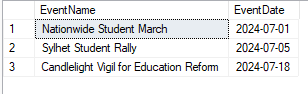 EventName EventDate
1 Nationwide Student March 2024-07-01
2 Sylhet Student Rally 2024-07-05
3 Candlelight Vigil for Education Reform 2024-07-18